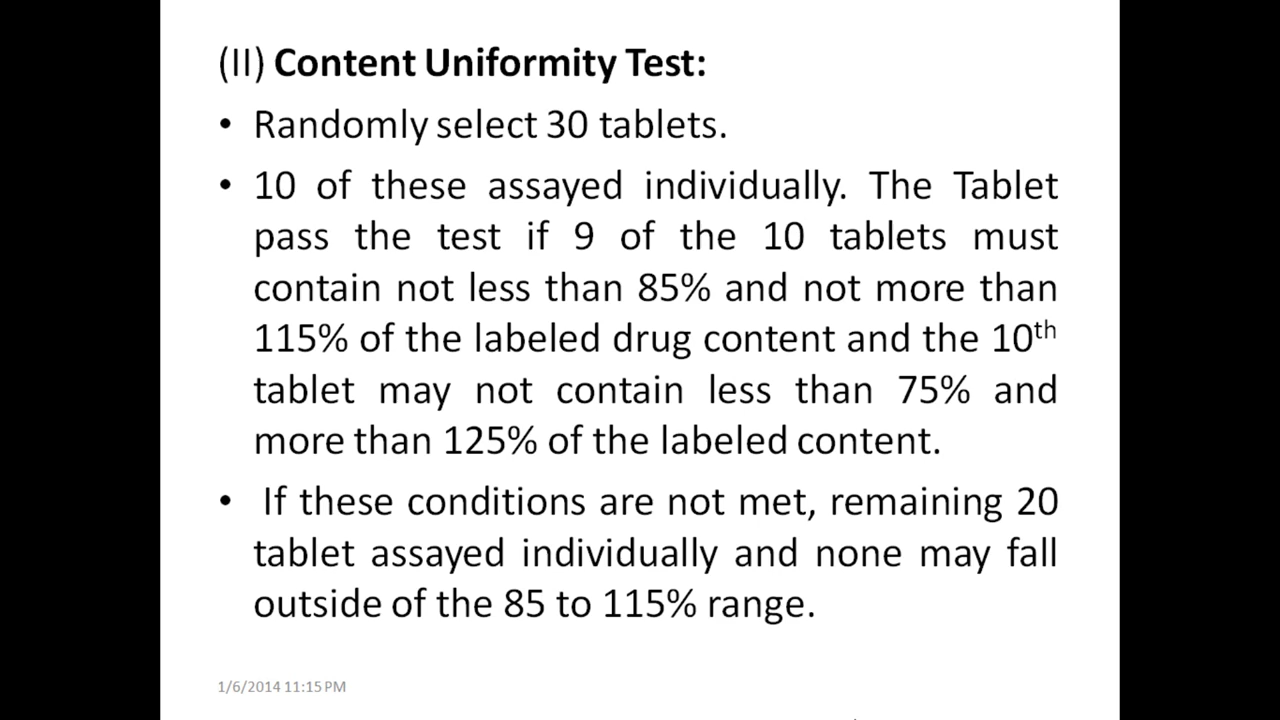 (II) Content Uniformity Test:
• Randomly select 30 tablets.
• 10 of these assayed individually. The Tablet
pass the test if 9 of the 10 tablets must
contain not less than 85% and not more than
115% of the labeled drug content and the 10th
tablet may not contain less than 75% and
more than 125% of the labeled content.
• If these conditions are not met, remaining 20
tablet assayed individually and none may fall
outside of the 85 to 115% range.
1/6/2014 11:15 PM